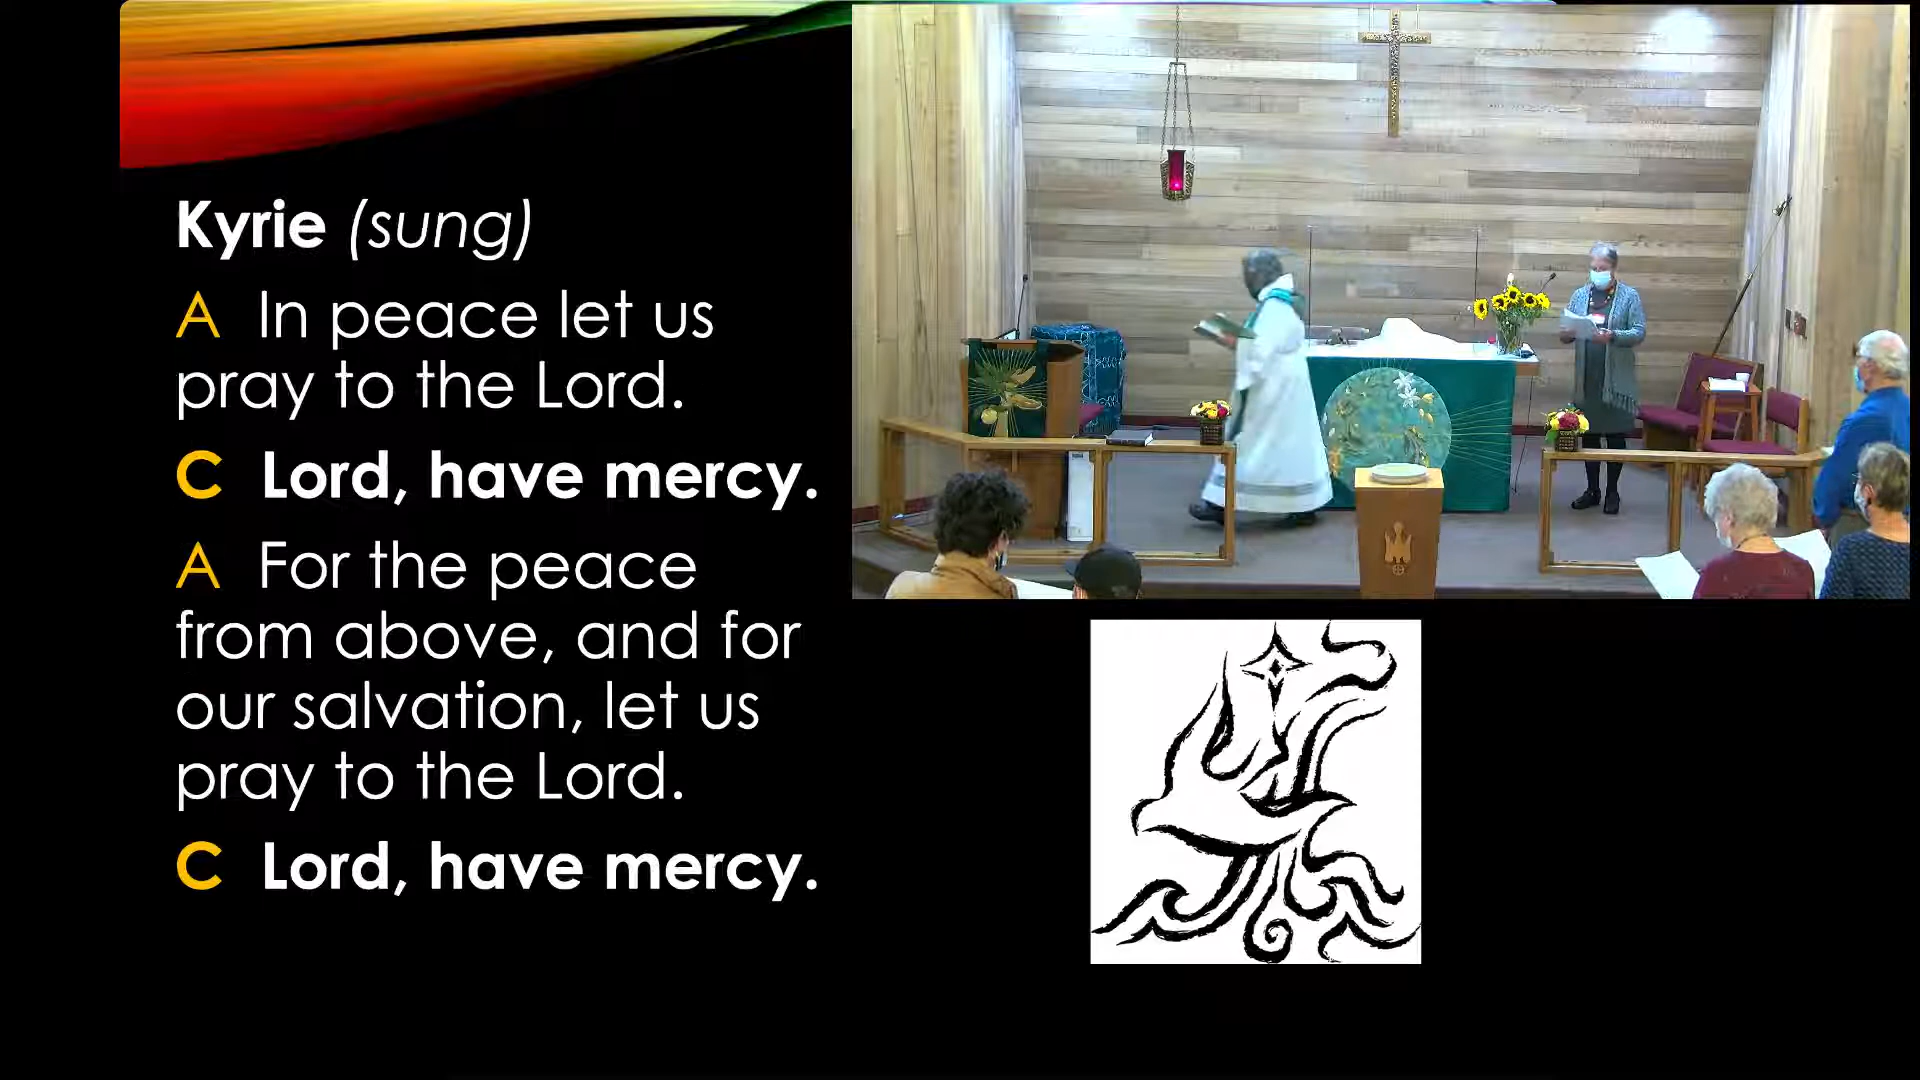 Kyrie (sung)
A In peace let us
pray to the Lord.
C Lord, have mercy.
A For the peace
from above, and for
our salvation, let us
pray to the Lord.
C Lord, have mercy.